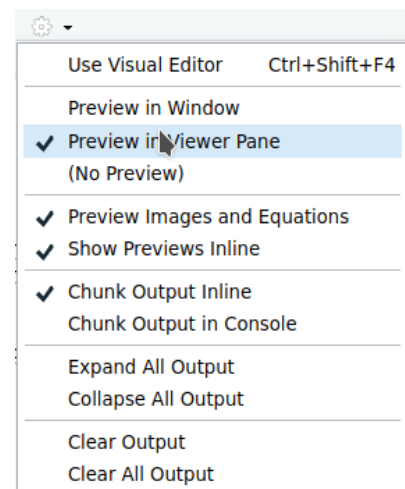 Use Visual Editor Ctrl+Shift+F4
Preview in Window
Preview in Viewer Pane
(No Preview)
Preview Images and Equations
Show Previews Inline
Chunk Output Inline
Chunk Output in Console
Expand All Output
Collapse All Output
Clear Output
Clear All Output